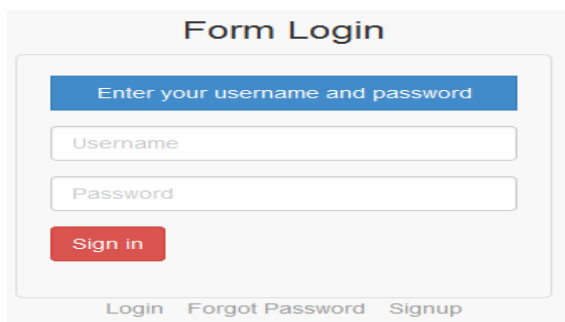 Form Login
Enter your username and password
Username
Password
Sign in
Login Forgot Password Signup